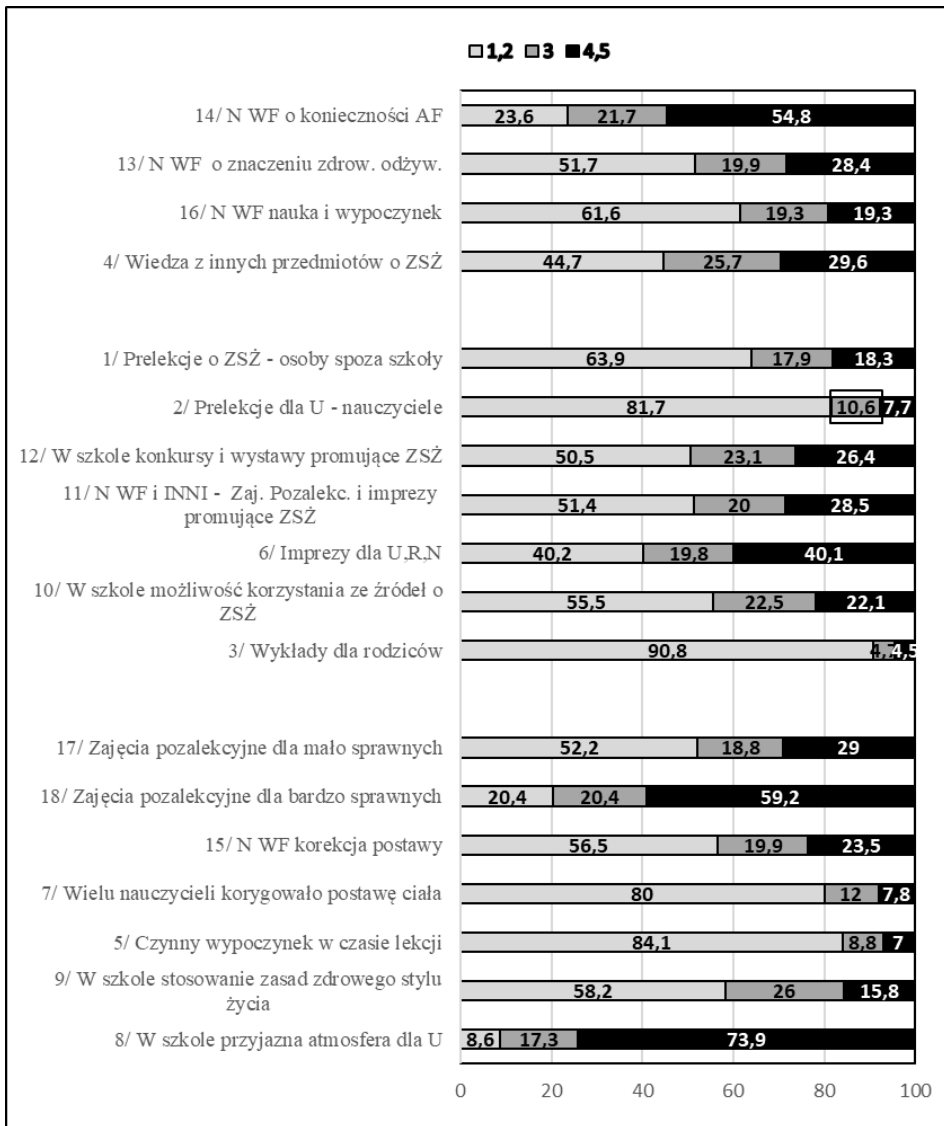 1,2 3 4,5
14/ N WF o konieczności AF 23,6 21,7 54,8
13/ N WF o znaczeniu zdrow. odżyw. 51,7 19,9 28,4
16/ N WF nauka i wypoczynek 61,6 19,3 19,3
4/ Wiedza z innych przedmiotów o ZSŻ 44,7 25,7 29,6
1/ Prelekcje o ZSŻ - osoby spoza szkoły 63,9 17,9 18,3
2/ Prelekcje dla U - nauczyciele 81,7 10,6 7,7
12/ W szkole konkursy i wystawy promujące ZSŻ 50,5 23,1 26,4
11/ N WF i INNI - Zaj. Pozalekc. i imprezy
promujące ZSŻ 51,4 20 28,5
6/ Imprezy dla U,R,N 40,2 19,8 40,1
10/ W szkole możliwość korzystania ze źródeł o
ZSŻ 55,5 22,5 22,1
3/ Wykłady dla rodziców 90,8 4,7 4,5
17/ Zajęcia pozalekcyjne dla mało sprawnych 52,2 18,8 29
18/ Zajęcia pozalekcyjne dla bardzo sprawnych 20,4 20,4 59,2
15/ N WF korekcja postawy 56,5 19,9 23,5
7/ Wielu nauczycieli korygowało postawę ciała 80 12 7,8
5/ Czynny wypoczynek w czasie lekcji 84,1 8,8 7
9/ W szkole stosowanie zasad zdrowego stylu
życia 58,2 26 15,8
8/ W szkole przyjazna atmosfera dla U 8,6 17,3 73,9
0 20 40 60 80 100